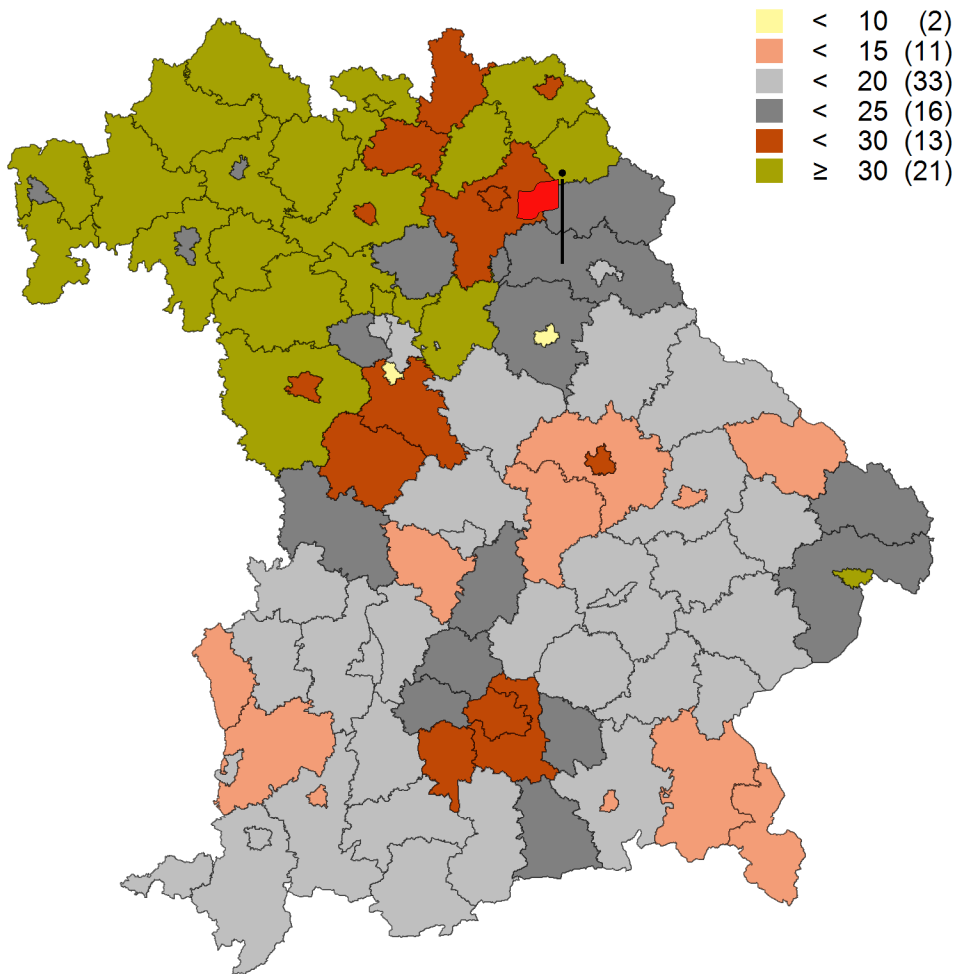 < 10 (2)
< 15 (11)
< 20 (33)
< 25 (16)
< 30 (13)
≥ 30 (21)